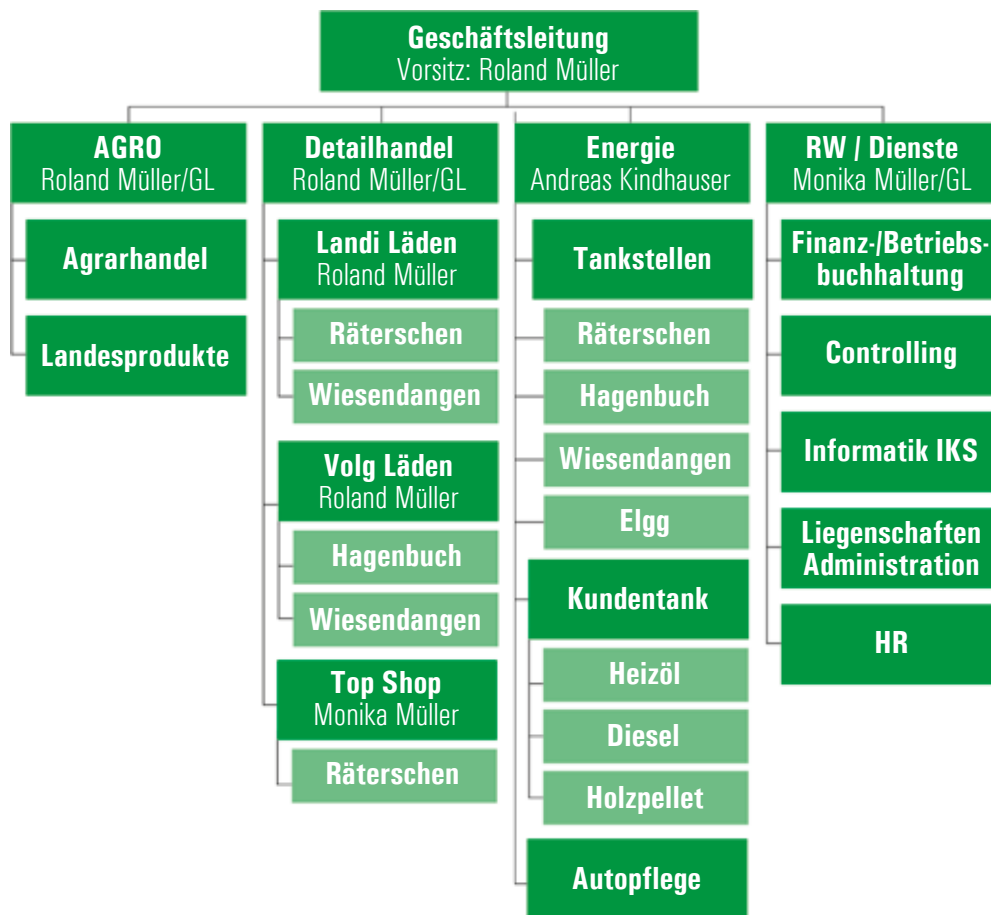 Geschäftsleitung
Vorsitz: Roland Müller
AGRO
Roland Müller/GL
Agrarhandel
Landesprodukte
Detailhandel
Roland Müller/GL
Landi Läden
Roland Müller
Räterschen
Wiesendangen
Volg Läden
Roland Müller
Hagenbuch
Wiesendangen
Top Shop
Monika Müller
Räterschen
Energie
Andreas Kindhauser
Tankstellen
Räterschen
Hagenbuch
Wiesendangen
Elgg
Kundentank
Heizöl
Diesel
Holzpellet
Autopflege
RW / Dienste
Monika Müller/GL
Finanz-/Betriebs-
buchhaltung
Controlling
Informatik IKS
Liegenschaften
Administration
HR